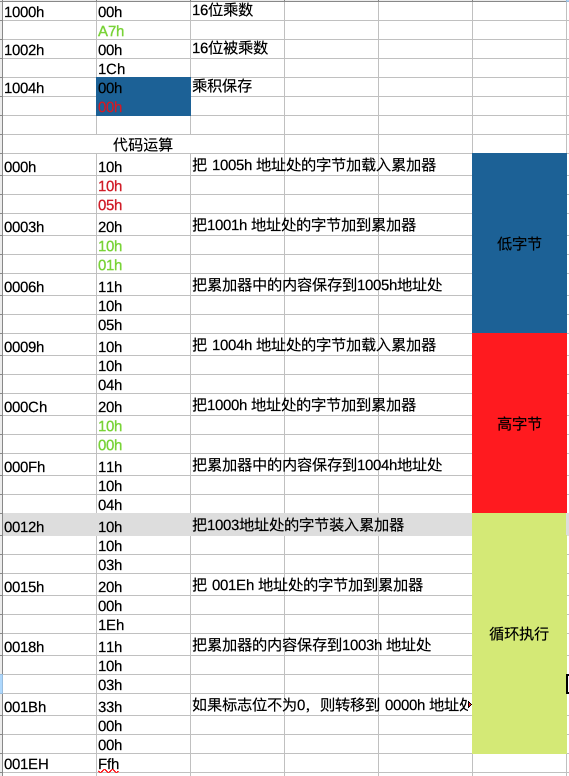 1000h 00h 16位乘数
A7h
1002h 00h 16位被乘数
1Ch
1004h 00h 乘积保存
00h
代码运算
000h 10h 把 1005h 地址处的字节加载入累加器
10h
05h
0003h 20h 把1001h 地址处的字节加到累加器
10h
低字节
01h
0006h 11h 把累加器中的内容保存到1005h地址处
10h
05h
0009h 10h 把 1004h 地址处的字节加载入累加器
10h
04h
000Ch 20h 把1000h 地址处的字节加到累加器
10h
高字节
00h
000Fh 11h 把累加器中的内容保存到1004h地址处
10h
04h
0012h 10h 把1003地址处的字节装入累加器
10h
03h
0015h 20h 把 001Eh 地址处的字节加到累加器
00h
1Eh
循环执行
0018h 11h 把累加器的内容保存到1003h 地址处
10h
03h
001Bh 33h 如果标志位不为0，则转移到 0000h 地址处
00h
00h
001EH Ffh